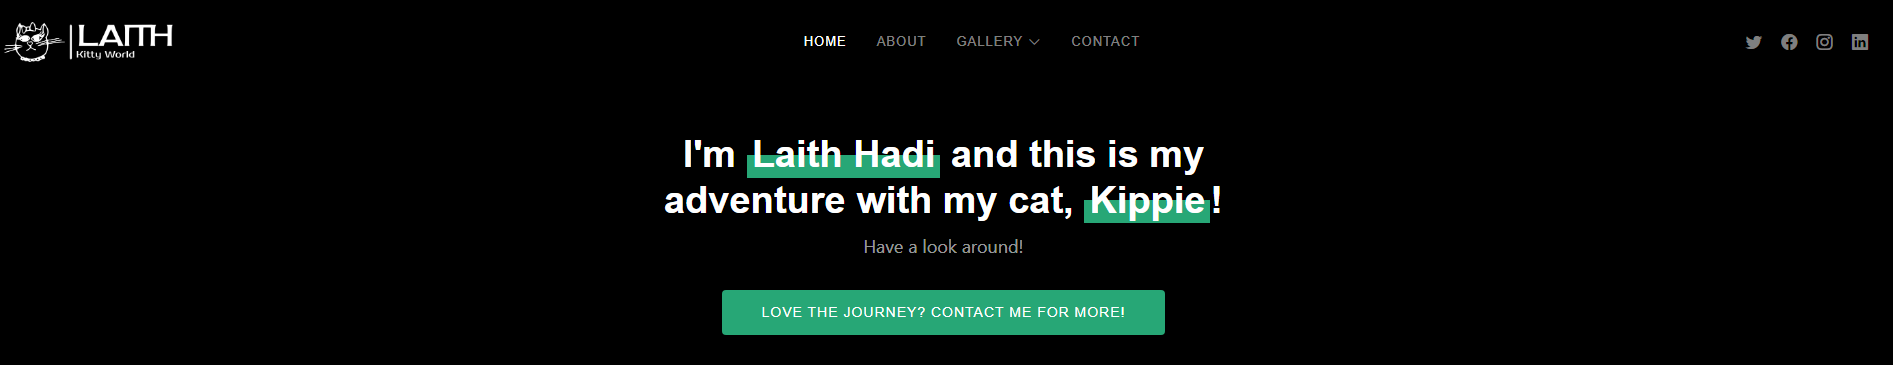 LAITH
Kitty World
HOME ABOUT GALLERY CONTACT
I'm Laith Hadi and this is my
adventure with my cat, Kippie!
Have a look around!
LOVE THE JOURNEY? CONTACT ME FOR MORE!